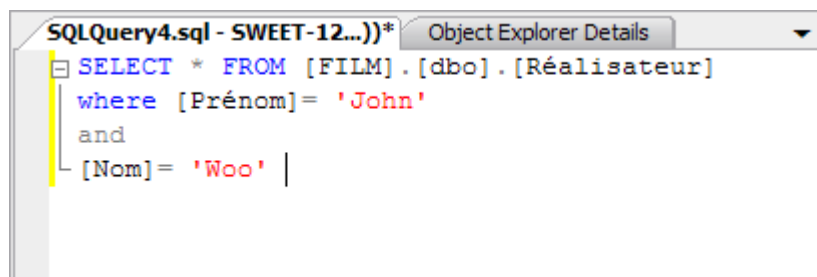 SQLQuery4.sql - SWEET-12...))* Object Explorer Details
SELECT * FROM [FILM].[dbo].[Réalisateur]
where [Prénom]= 'John'
and
[Nom]= 'Woo'